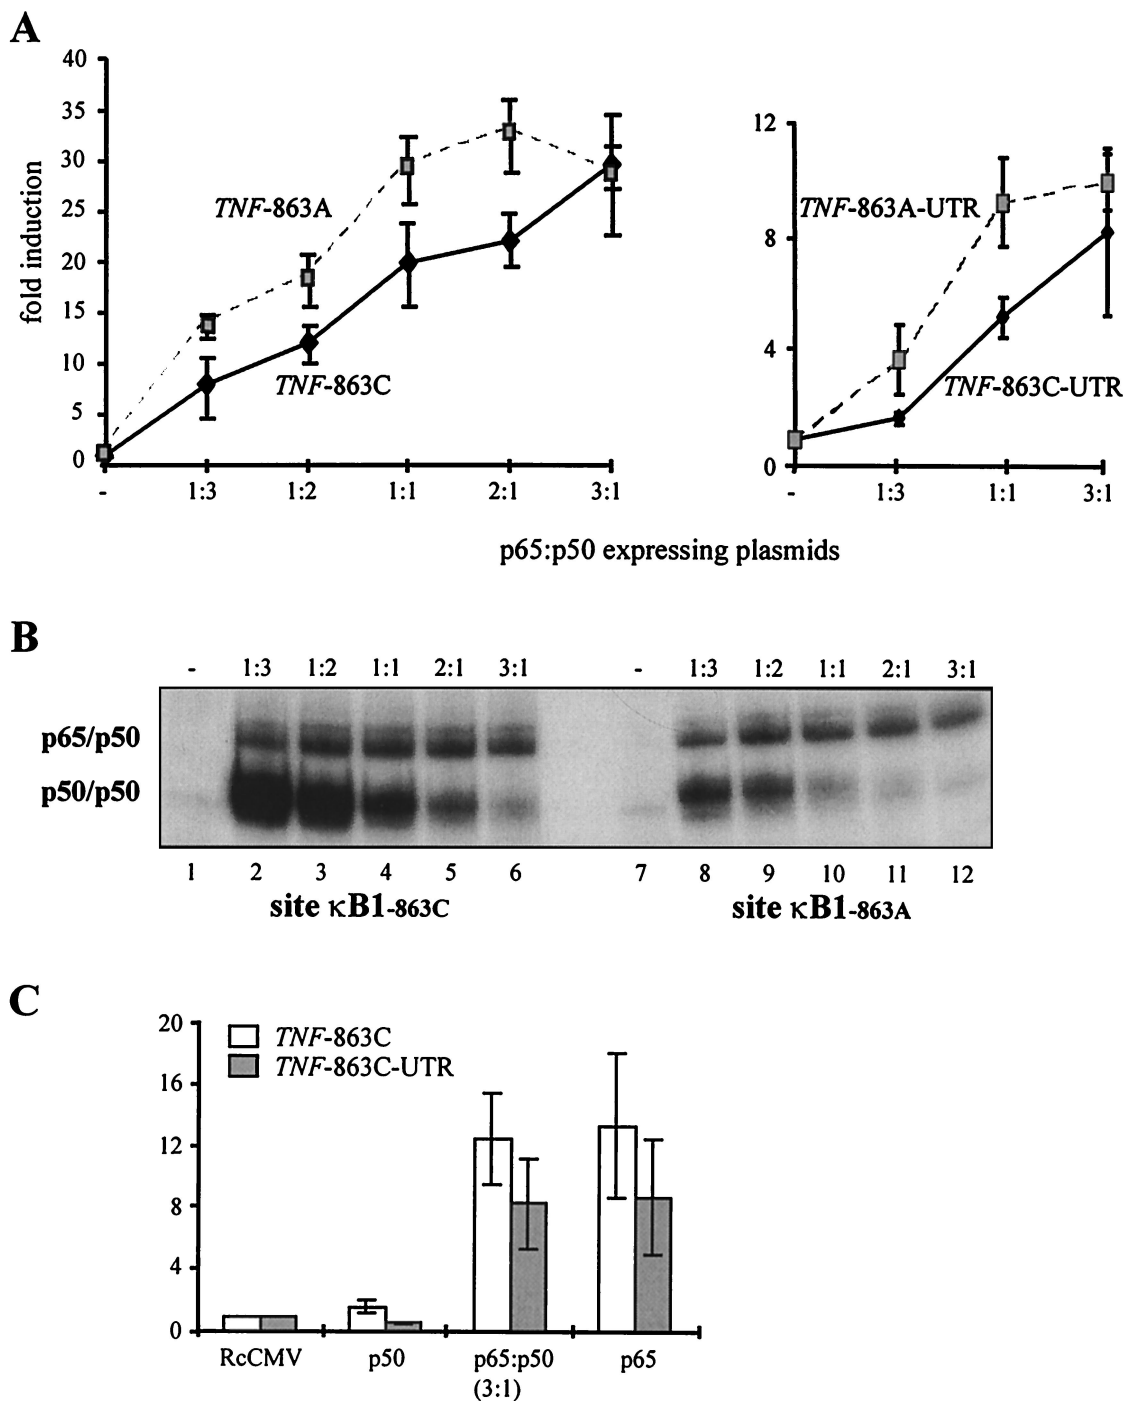 A
40
35
30
25
20
15
10
5
0
fold induction
TNF-863A
TNF-863C
- 1:3 1:2 1:1 2:1 3:1
12
8
4
0
TNF-863A-UTR
TNF-863C-UTR
- 1:3 1:1 3:1
p65:p50 expressing plasmids
B
- 1:3 1:2 1:1 2:1 3:1 - 1:3 1:2 1:1 2:1 3:1
p65/p50
p50/p50
1 2 3 4 5 6 7 8 9 10 11 12
site κB1-863C site κB1-863A
C
20
16
12
8
4
0
TNF-863C
TNF-863C-UTR
RcCMV p50 p65:p50 p65
(3:1)